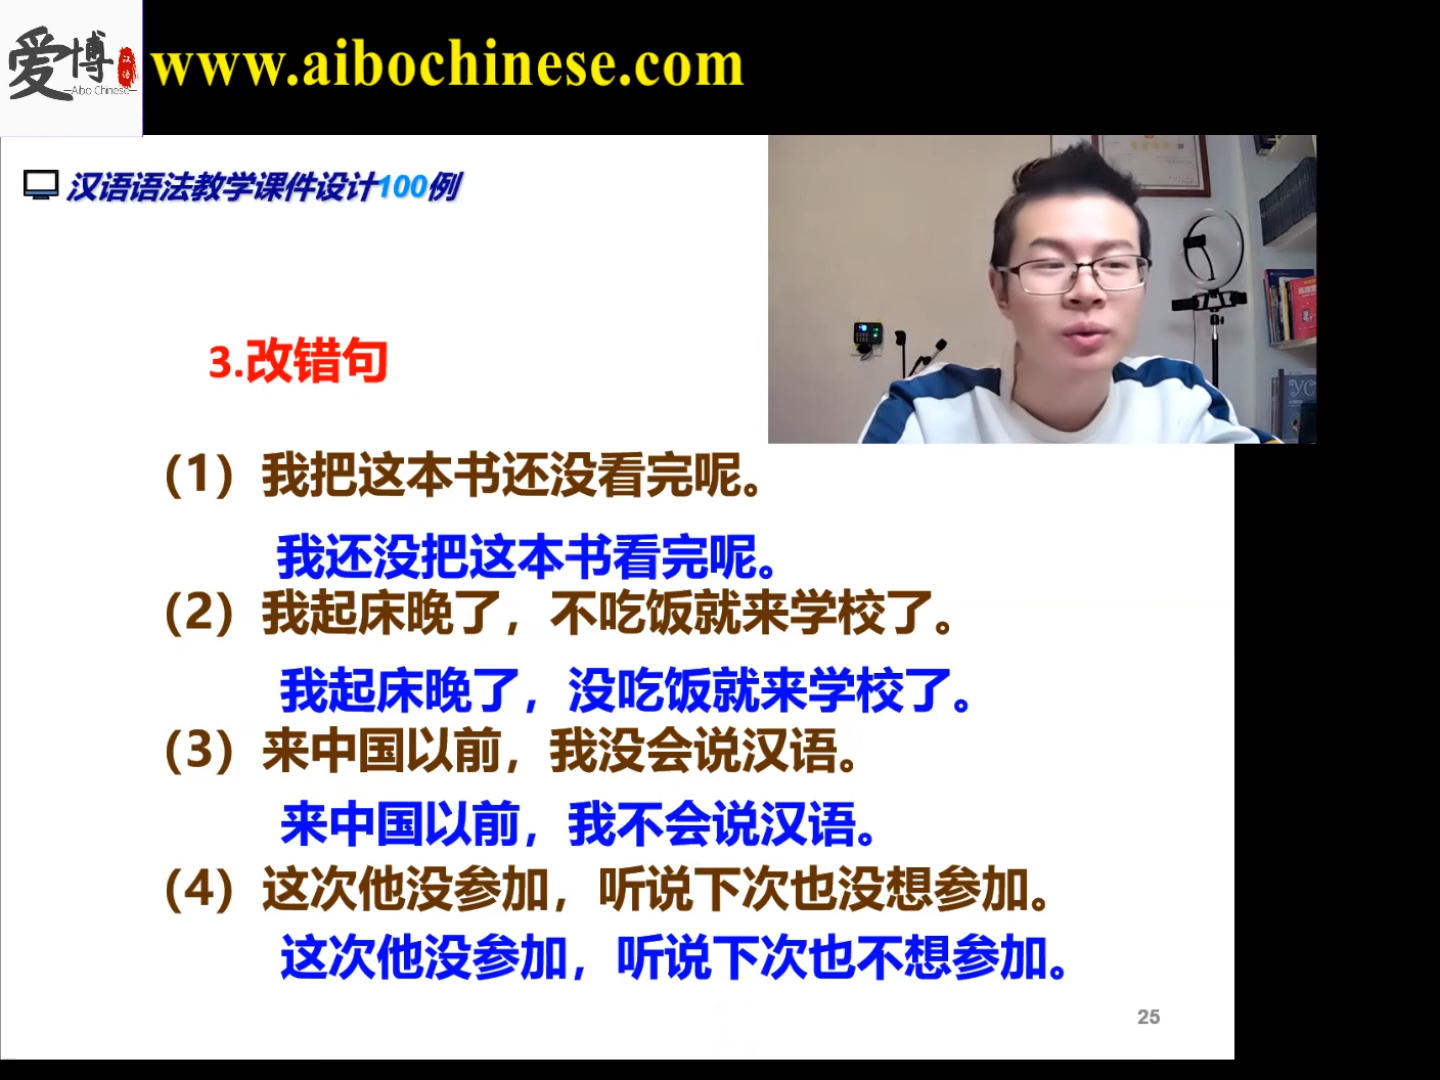 爱博
汉语
Aibo Chinese
www.aibochinese.com
汉语语法教学课件设计100例
3.改错句
（1）我把这本书还没看完呢。
我还没把这本书看完呢。
（2）我起床晚了，不吃饭就来学校了。
我起床晚了，没吃饭就来学校了。
（3）来中国以前，我没会说汉语。
来中国以前，我不会说汉语。
（4）这次他没参加，听说下次也没想参加。
这次他没参加，听说下次也不想参加。
25